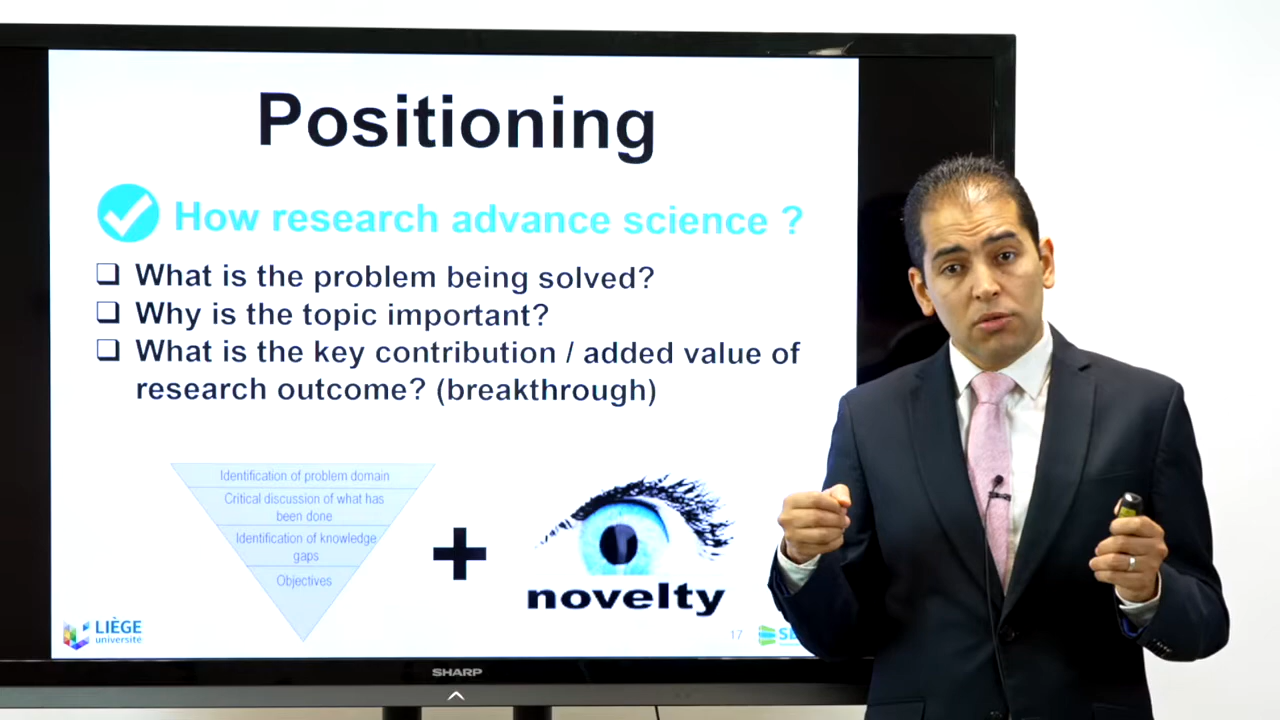 Positioning
How research advance science ?
What is the problem being solved?
Why is the topic important?
What is the key contribution / added value of
research outcome? (breakthrough)
Identification of problem domain
Critical discussion of what has
been done
Identification of knowledge
gaps
Objectives
+
novelty
LIÈGE
université
17
SHARP